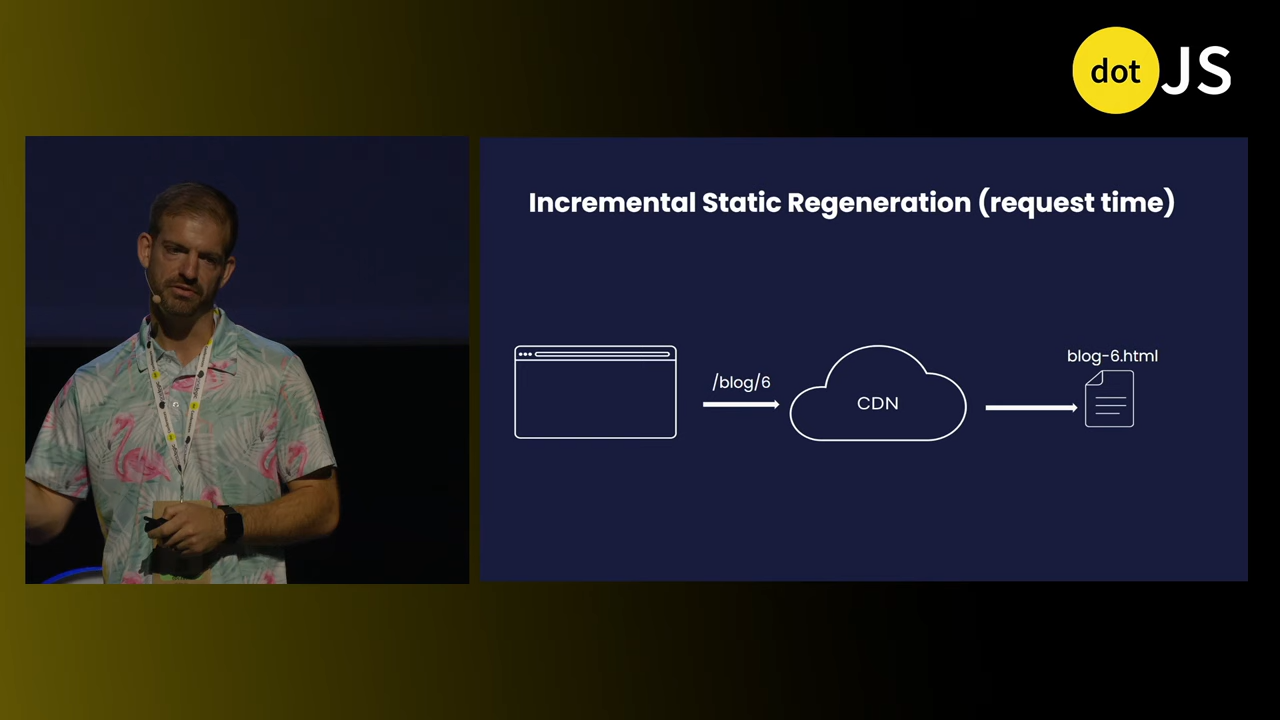 dot JS
Incremental Static Regeneration (request time)
/blog/6
CDN
blog-6.html